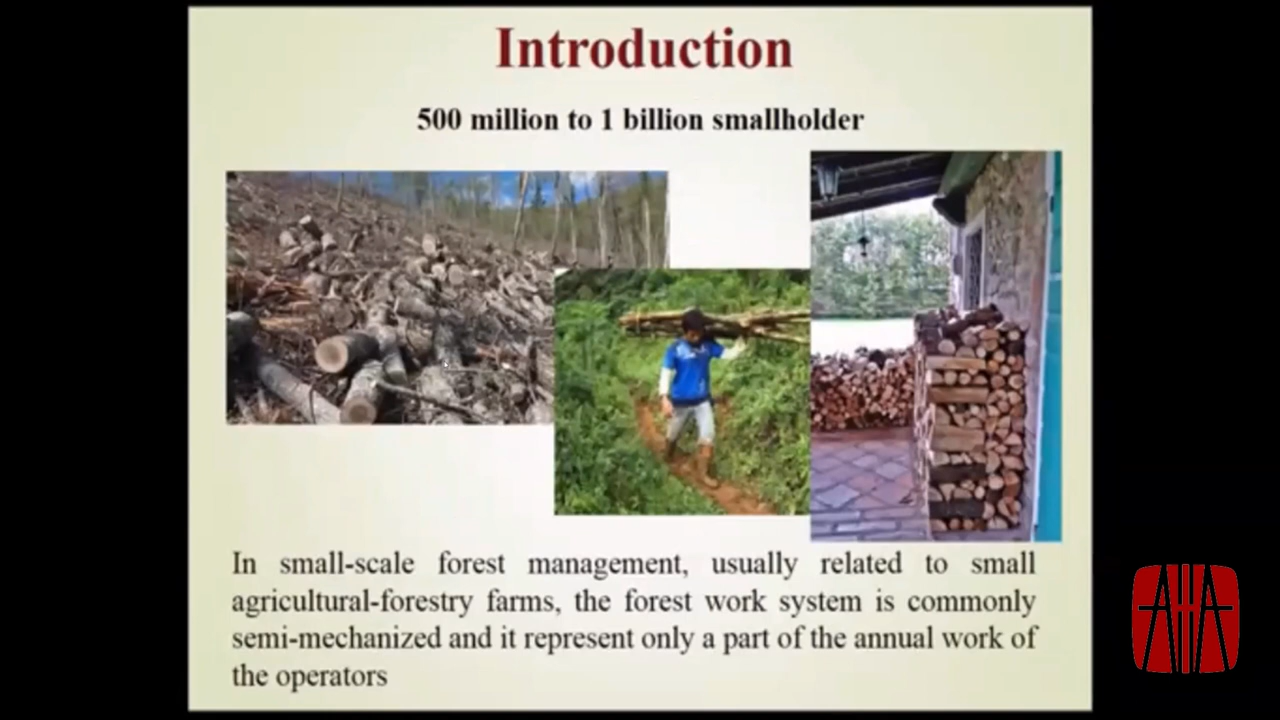 Introduction
500 million to 1 billion smallholder
In small-scale forest management, usually related to small
agricultural-forestry farms, the forest work system is commonly
semi-mechanized and it represent only a part of the annual work of
the operators
AHA